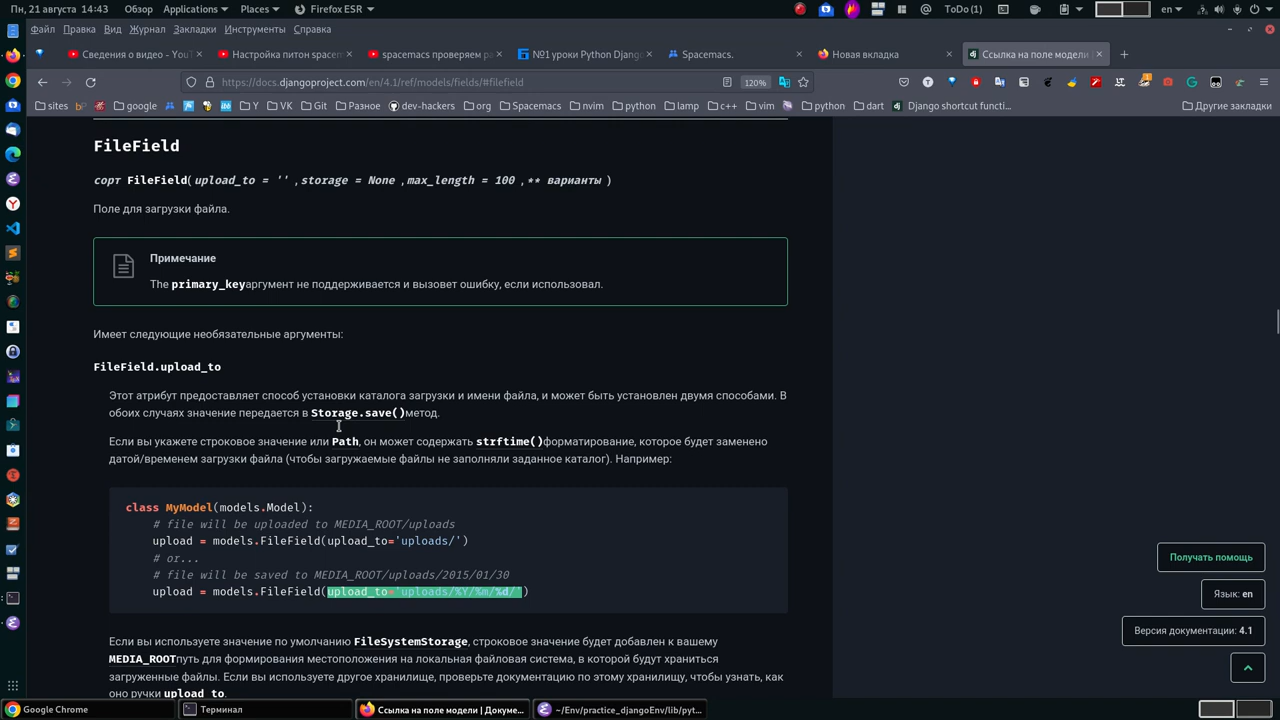 Пн, 21 августа 14:43 Обзор Applications Places Firefox ESR ToDo (1) en
Файл Правка Вид Журнал Закладки Инструменты Справка
Сведения о видео - YouT Настройка питон spacem spacemacs проверяем ра №1 уроки Python Django Spacemacs. Новая вкладка Ссылка на поле модели |
https://docs.djangoproject.com/en/4.1/ref/models/fields/#filefield 120%
sites google Y VK Git Разное dev-hackers org Spacemacs nvim python lamp c++ vim python dart Django shortcut functi... Другие закладки
FileField
сорт FileField( upload_to = '' ,storage = None ,max_length = 100 ,** варианты )
Поле для загрузки файла.
Примечание
The primary_keyаргумент не поддерживается и вызовет ошибку, если использовал.
Имеет следующие необязательные аргументы:
FileField.upload_to
Этот атрибут предоставляет способ установки каталога загрузки и имени файла, и может быть установлен двумя способами. В
обоих случаях значение передается в Storage.save()метод.
Если вы укажете строковое значение или Path, он может содержать strftime()форматирование, которое будет заменено
датой/временем загрузки файла (чтобы загружаемые файлы не заполняли заданное каталог). Например:
class MyModel(models.Model):
# file will be uploaded to MEDIA_ROOT/uploads
upload = models.FileField(upload_to='uploads/')
# or...
# file will be saved to MEDIA_ROOT/uploads/2015/01/30
upload = models.FileField(upload_to='uploads/%Y/%m/%d/')
Если вы используете значение по умолчанию FileSystemStorage, строковое значение будет добавлен к вашему
MEDIA_ROOTпуть для формирования местоположения на локальная файловая система, в которой будут храниться
загруженные файлы. Если вы используете другое хранилище, проверьте документацию по этому хранилищу, чтобы узнать, как
оно ручки upload_to.
Получать помощь
Язык: en
Версия документации: 4.1
Google Chrome Терминал Ссылка на поле модели | Докуме... ~/Env/practice_djangoEnv/lib/pyt...